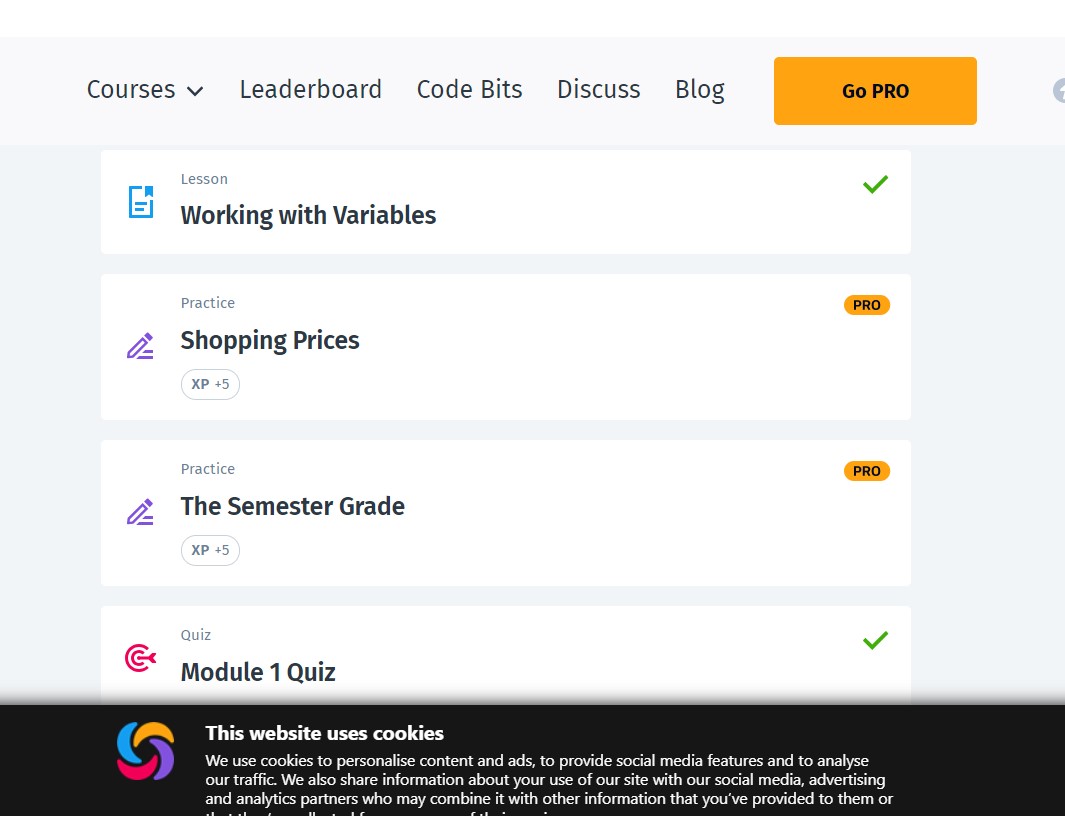 Courses Leaderboard Code Bits Discuss Blog Go PRO
Lesson
Working with Variables
Practice
PRO
Shopping Prices
XP +5
Practice
PRO
The Semester Grade
XP +5
Quiz
Module 1 Quiz
This website uses cookies
We use cookies to personalise content and ads, to provide social media features and to analyse
our traffic. We also share information about your use of our site with our social media, advertising
and analytics partners who may combine it with other information that you’ve provided to them or